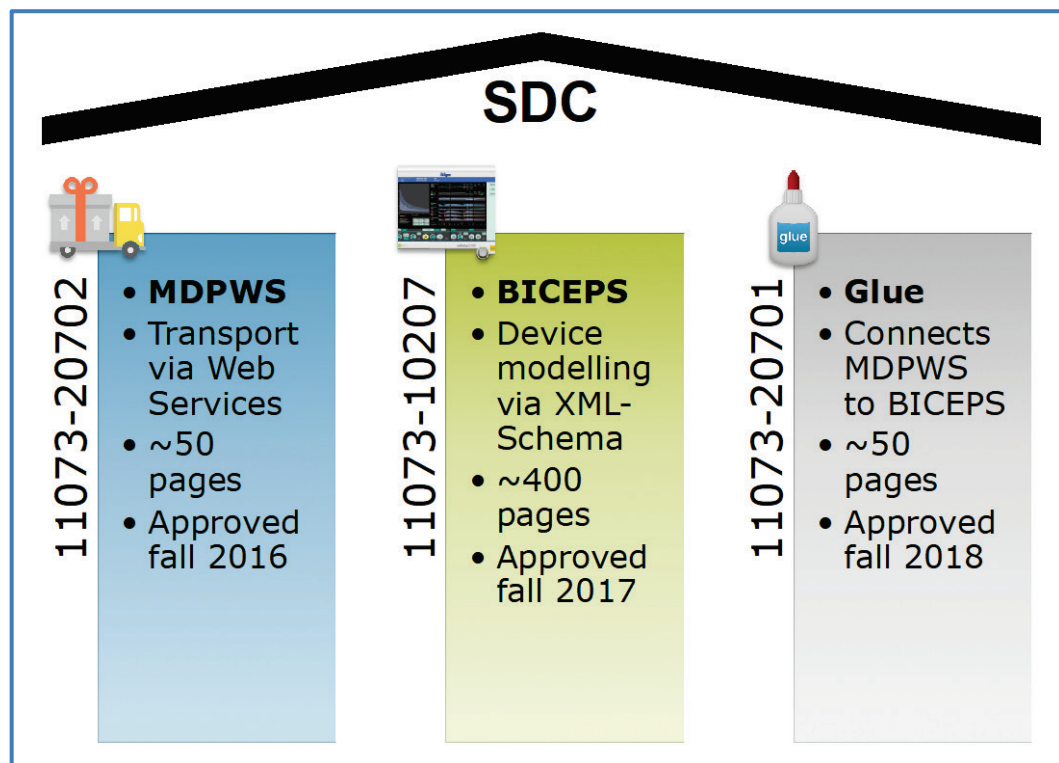 SDC
11073-20702
• MDPWS
• Transport
via Web
Services
• ~50
pages
• Approved
fall 2016
11073-10207
• BICEPS
• Device
modelling
via XML-
Schema
• ~400
pages
• Approved
fall 2017
glue
11073-20701
• Glue
• Connects
MDPWS
to BICEPS
• ~50
pages
• Approved
fall 2018